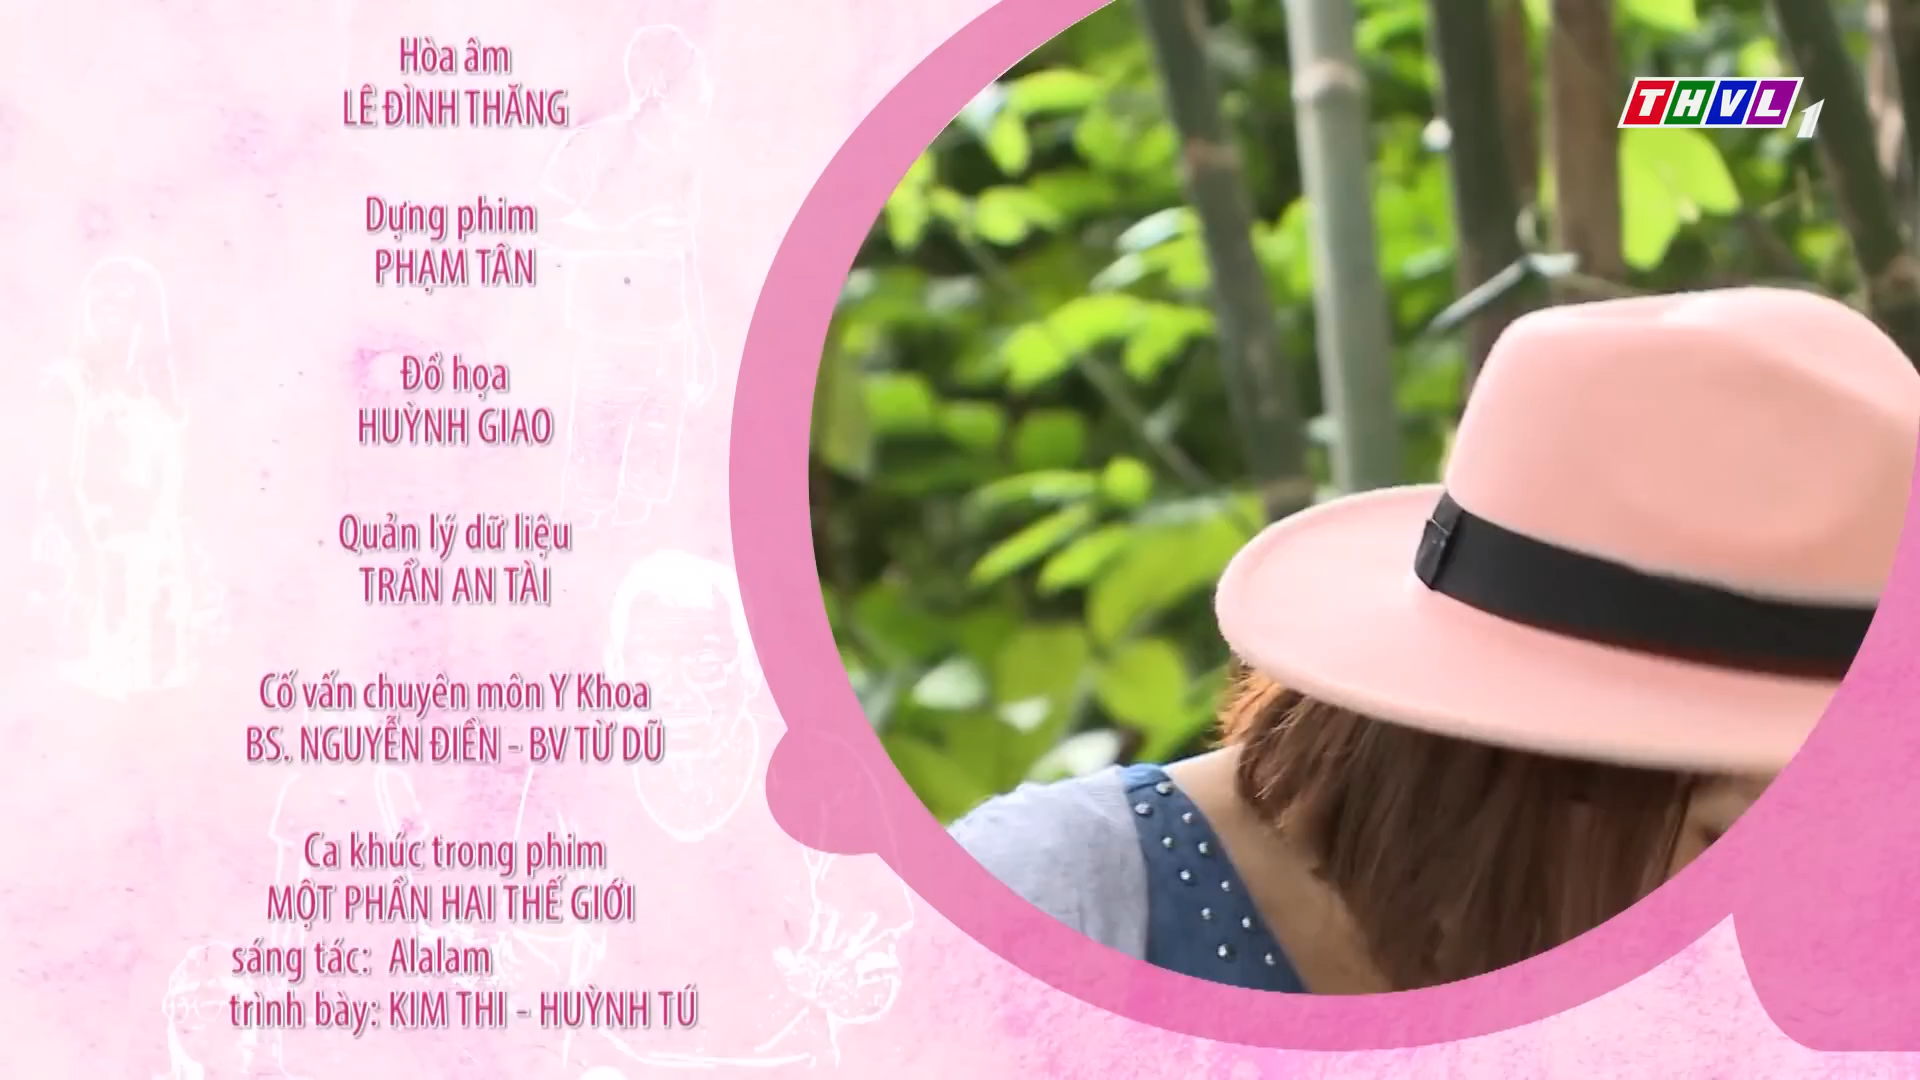 Hòa âm
LÊ ĐÌNH THĂNG
Dựng phim
PHẠM TÂN
Đồ họa
HUỲNH GIAO
Quản lý dữ liệu
TRẦN AN TÀI
Cố vấn chuyên môn Y Khoa
BS. NGUYỄN ĐIỀN - BV TỪ DŨ
Ca khúc trong phim
MỘT PHẦN HAI THẾ GIỚI
sáng tác: Alalam
trình bày: KIM THI - HUỲNH TÚ
THVL1